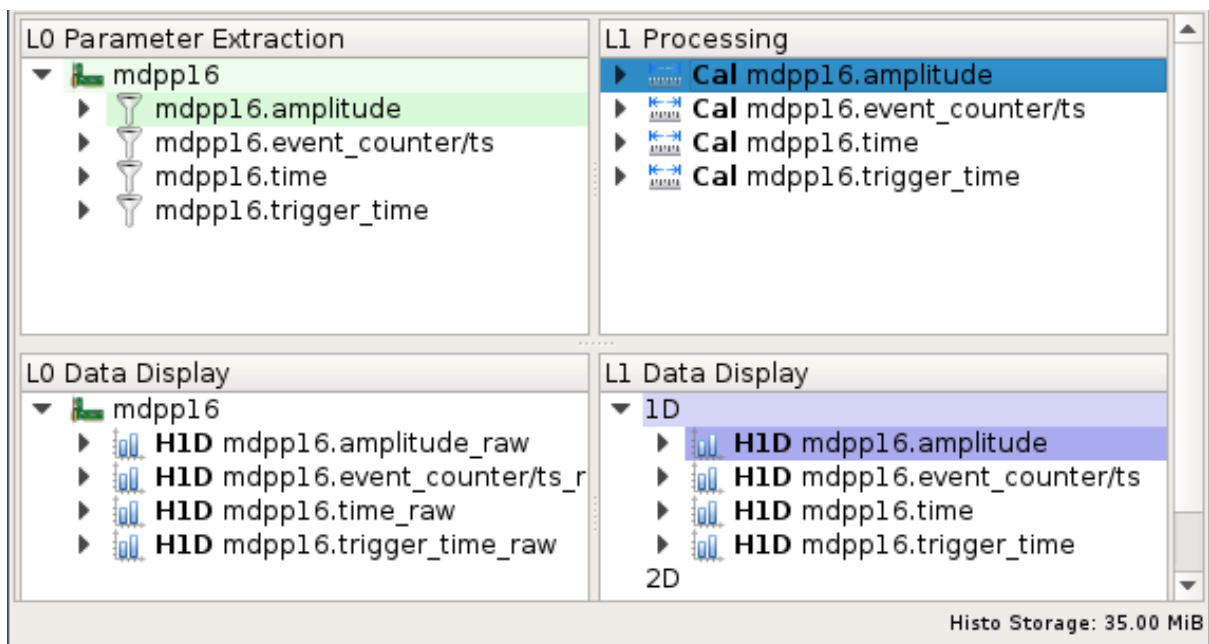 L0 Parameter Extraction
mdpp16
mdpp16.amplitude
mdpp16.event_counter/ts
mdpp16.time
mdpp16.trigger_time
L1 Processing
Cal mdpp16.amplitude
Cal mdpp16.event_counter/ts
Cal mdpp16.time
Cal mdpp16.trigger_time
L0 Data Display
mdpp16
H1D mdpp16.amplitude_raw
H1D mdpp16.event_counter/ts_r
H1D mdpp16.time_raw
H1D mdpp16.trigger_time_raw
L1 Data Display
1D
H1D mdpp16.amplitude
H1D mdpp16.event_counter/ts
H1D mdpp16.time
H1D mdpp16.trigger_time
2D
Histo Storage: 35.00 MiB